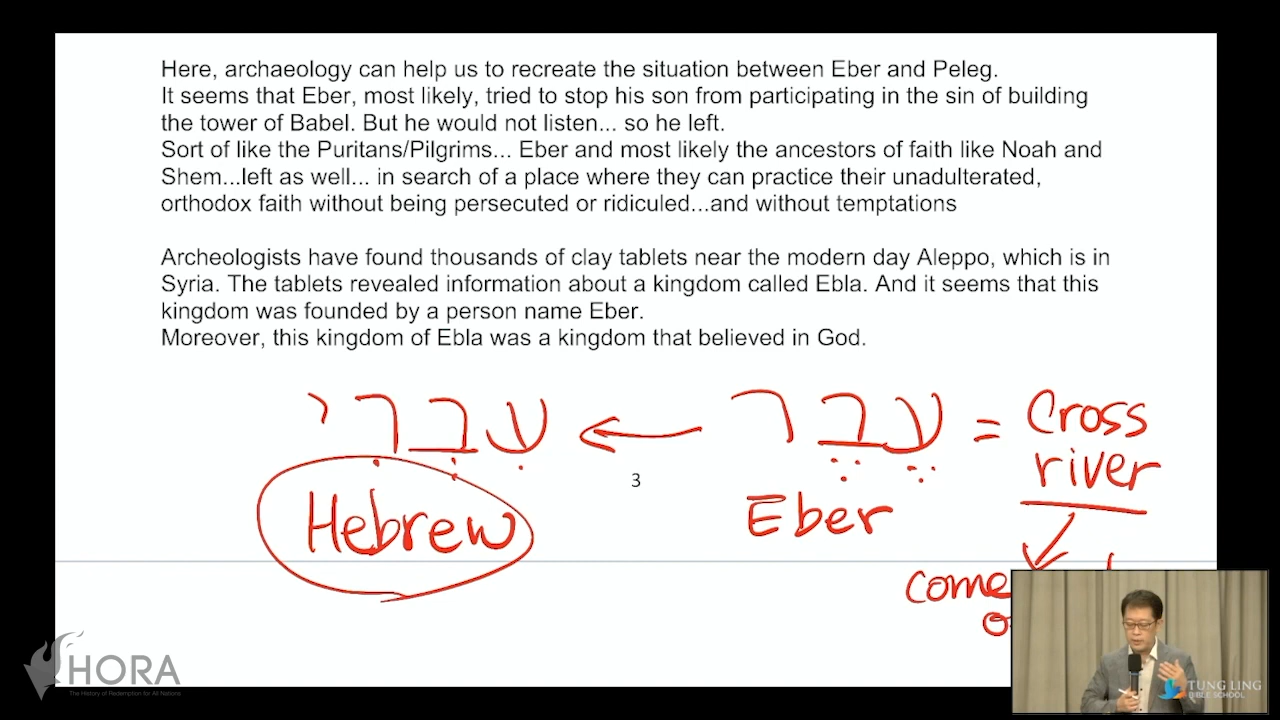 Here, archaeology can help us to recreate the situation between Eber and Peleg.
It seems that Eber, most likely, tried to stop his son from participating in the sin of building
the tower of Babel. But he would not listen... so he left.
Sort of like the Puritans/Pilgrims... Eber and most likely the ancestors of faith like Noah and
Shem...left as well... in search of a place where they can practice their unadulterated,
orthodox faith without being persecuted or ridiculed...and without temptations
Archeologists have found thousands of clay tablets near the modern day Aleppo, which is in
Syria. The tablets revealed information about a kingdom called Ebla. And it seems that this
kingdom was founded by a person name Eber.
Moreover, this kingdom of Ebla was a kingdom that believed in God.
עִבְרִי ← עֵבֶר = Cross
river
3
Hebrew Eber
come
HORA
The History of Redemption for All Nations
TUNG LING
BIBLE SCHOOL